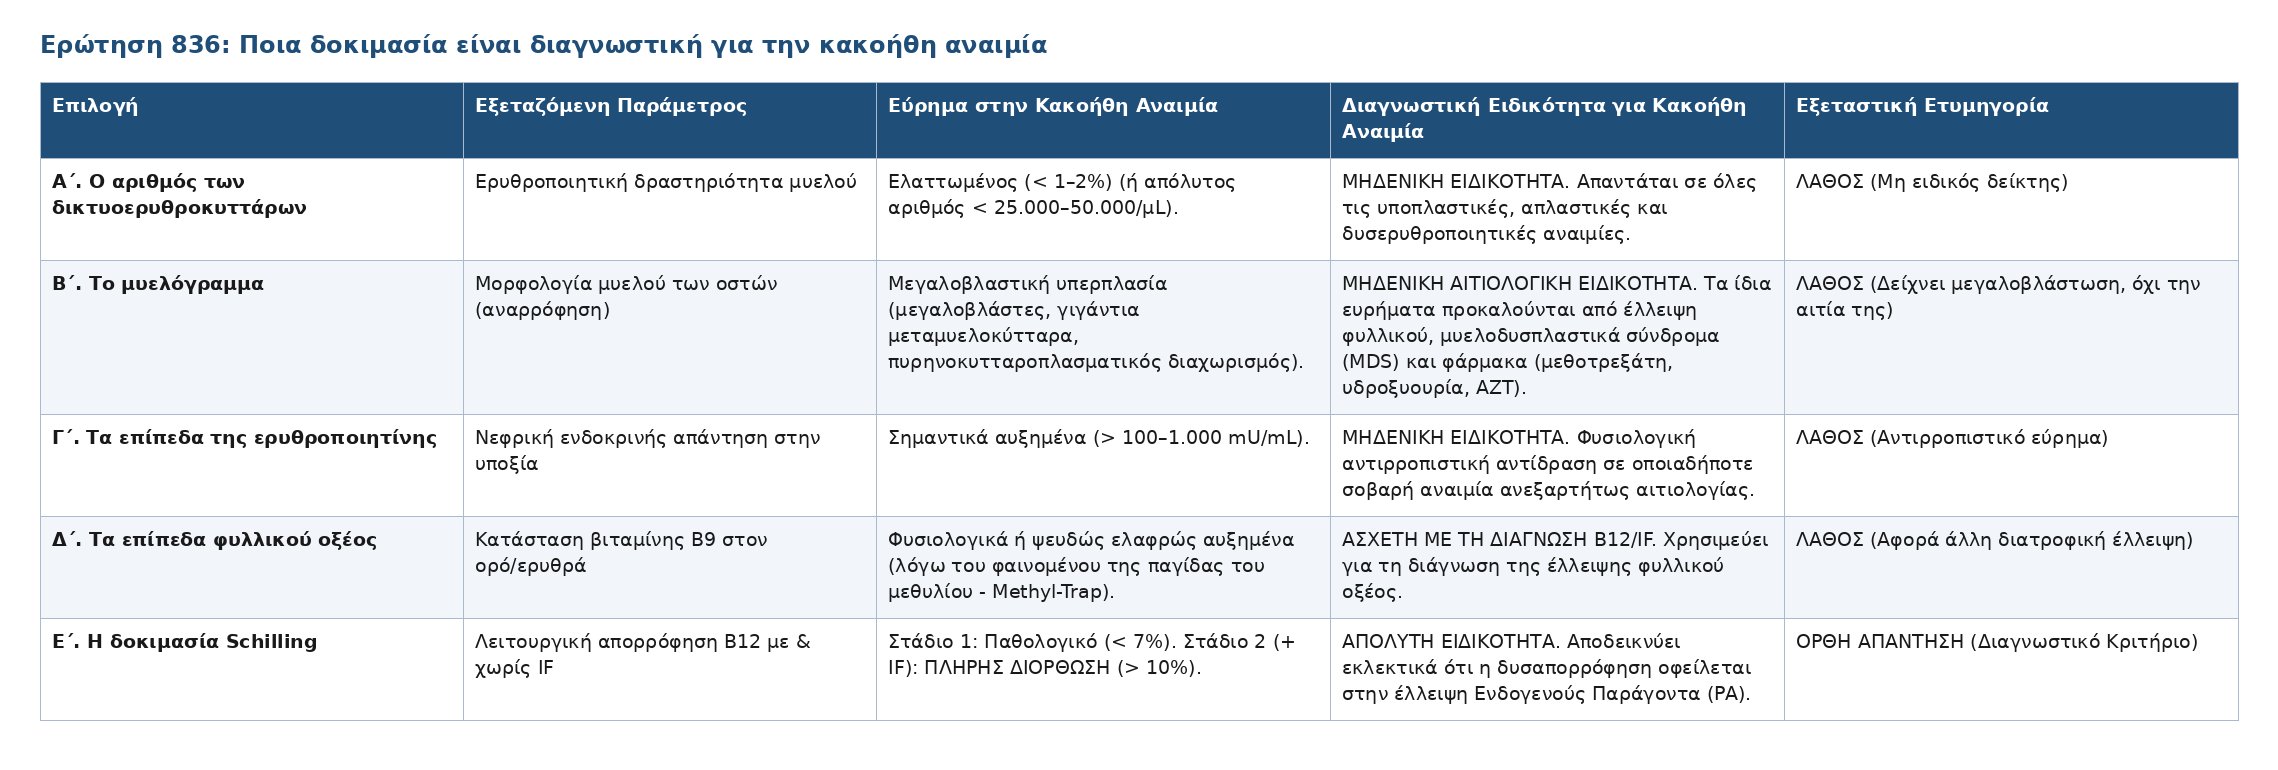 Ερώτηση 836: Ποια δοκιμασία είναι διαγνωστική για την κακοήθη αναιμία
Επιλογή
Εξεταζόμενη Παράμετρος
Εύρημα στην Κακοήθη Αναιμία
Διαγνωστική Ειδικότητα για Κακοήθη
Αναιμία
Εξεταστική Ετυμηγορία
Α΄. Ο αριθμός των
δικτυοερυθροκυττάρων
Ερυθροποιητική δραστηριότητα μυελού
Ελαττωμένος (< 1–2%) (ή απόλυτος
αριθμός < 25.000–50.000/μL).
ΜΗΔΕΝΙΚΗ ΕΙΔΙΚΟΤΗΤΑ. Απαντάται σε όλες
τις υποπλαστικές, απλαστικές και
δυσερυθροποιητικές αναιμίες.
ΛΑΘΟΣ (Μη ειδικός δείκτης)
Β΄. Το μυελόγραμμα
Μορφολογία μυελού των οστών
(αναρρόφηση)
Μεγαλοβλαστική υπερπλασία
(μεγαλοβλάστες, γιγάντια
μεταμυελοκύτταρα,
πυρηνοκυτταροπλασματικός διαχωρισμός).
ΜΗΔΕΝΙΚΗ ΑΙΤΙΟΛΟΓΙΚΗ ΕΙΔΙΚΟΤΗΤΑ. Τα ίδια
ευρήματα προκαλούνται από έλλειψη
φυλλικού, μυελοδυσπλαστικά σύνδρομα
(MDS) και φάρμακα (μεθοτρεξάτη,
υδροξυουρία, AZT).
ΛΑΘΟΣ (Δείχνει μεγαλοβλάστωση, όχι την
αιτία της)
Γ΄. Τα επίπεδα της ερυθροποιητίνης
Νεφρική ενδοκρινής απάντηση στην
υποξία
Σημαντικά αυξημένα (> 100–1.000 mU/mL).
ΜΗΔΕΝΙΚΗ ΕΙΔΙΚΟΤΗΤΑ. Φυσιολογική
αντιρροπιστική αντίδραση σε οποιαδήποτε
σοβαρή αναιμία ανεξαρτήτως αιτιολογίας.
ΛΑΘΟΣ (Αντιρροπιστικό εύρημα)
Δ΄. Τα επίπεδα φυλλικού οξέος
Κατάσταση βιταμίνης B9 στον
ορό/ερυθρά
Φυσιολογικά ή ψευδώς ελαφρώς αυξημένα
(λόγω του φαινομένου της παγίδας του
μεθυλίου - Methyl-Trap).
ΑΣΧΕΤΗ ΜΕ ΤΗ ΔΙΑΓΝΩΣΗ B12/IF. Χρησιμεύει
για τη διάγνωση της έλλειψης φυλλικού
οξέος.
ΛΑΘΟΣ (Αφορά άλλη διατροφική έλλειψη)
Ε΄. Η δοκιμασία Schilling
Λειτουργική απορρόφηση B12 με &
χωρίς IF
Στάδιο 1: Παθολογικό (< 7%). Στάδιο 2 (+
IF): ΠΛΗΡΗΣ ΔΙΟΡΘΩΣΗ (> 10%).
ΑΠΟΛΥΤΗ ΕΙΔΙΚΟΤΗΤΑ. Αποδεικνύει
εκλεκτικά ότι η δυσαπορρόφηση οφείλεται
στην έλλειψη Ενδογενούς Παράγοντα (PA).
ΟΡΘΗ ΑΠΑΝΤΗΣΗ (Διαγνωστικό Κριτήριο)